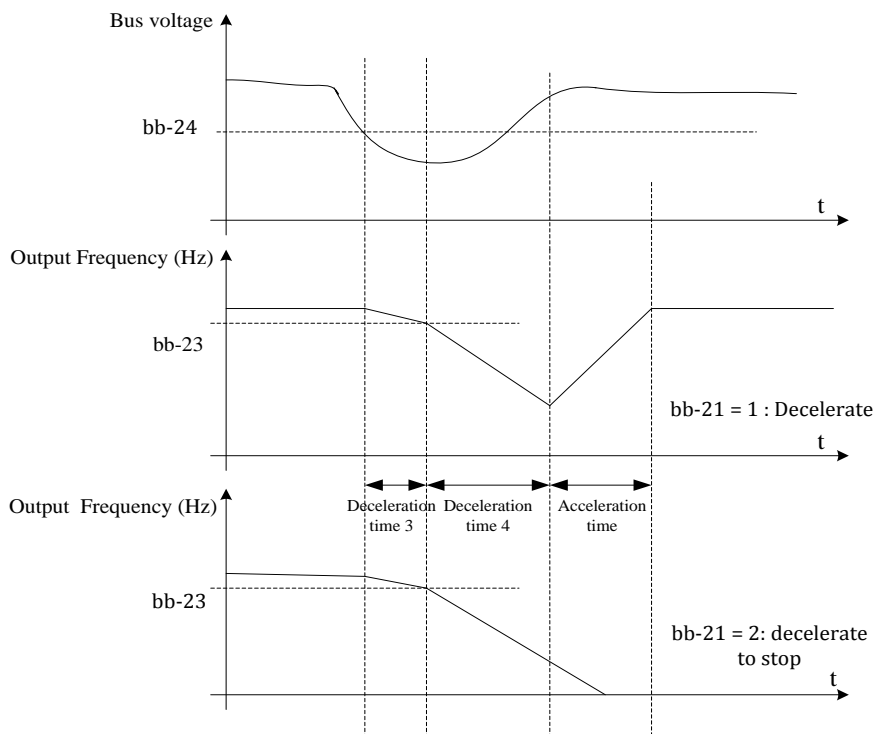 Bus voltage
bb-24
t
Output Frequency (Hz)
bb-23
bb-21 = 1 : Decelerate
t
Deceleration
time 3
Deceleration
time 4
Acceleration
time
Output Frequency (Hz)
bb-23
bb-21 = 2: decelerate
to stop
t